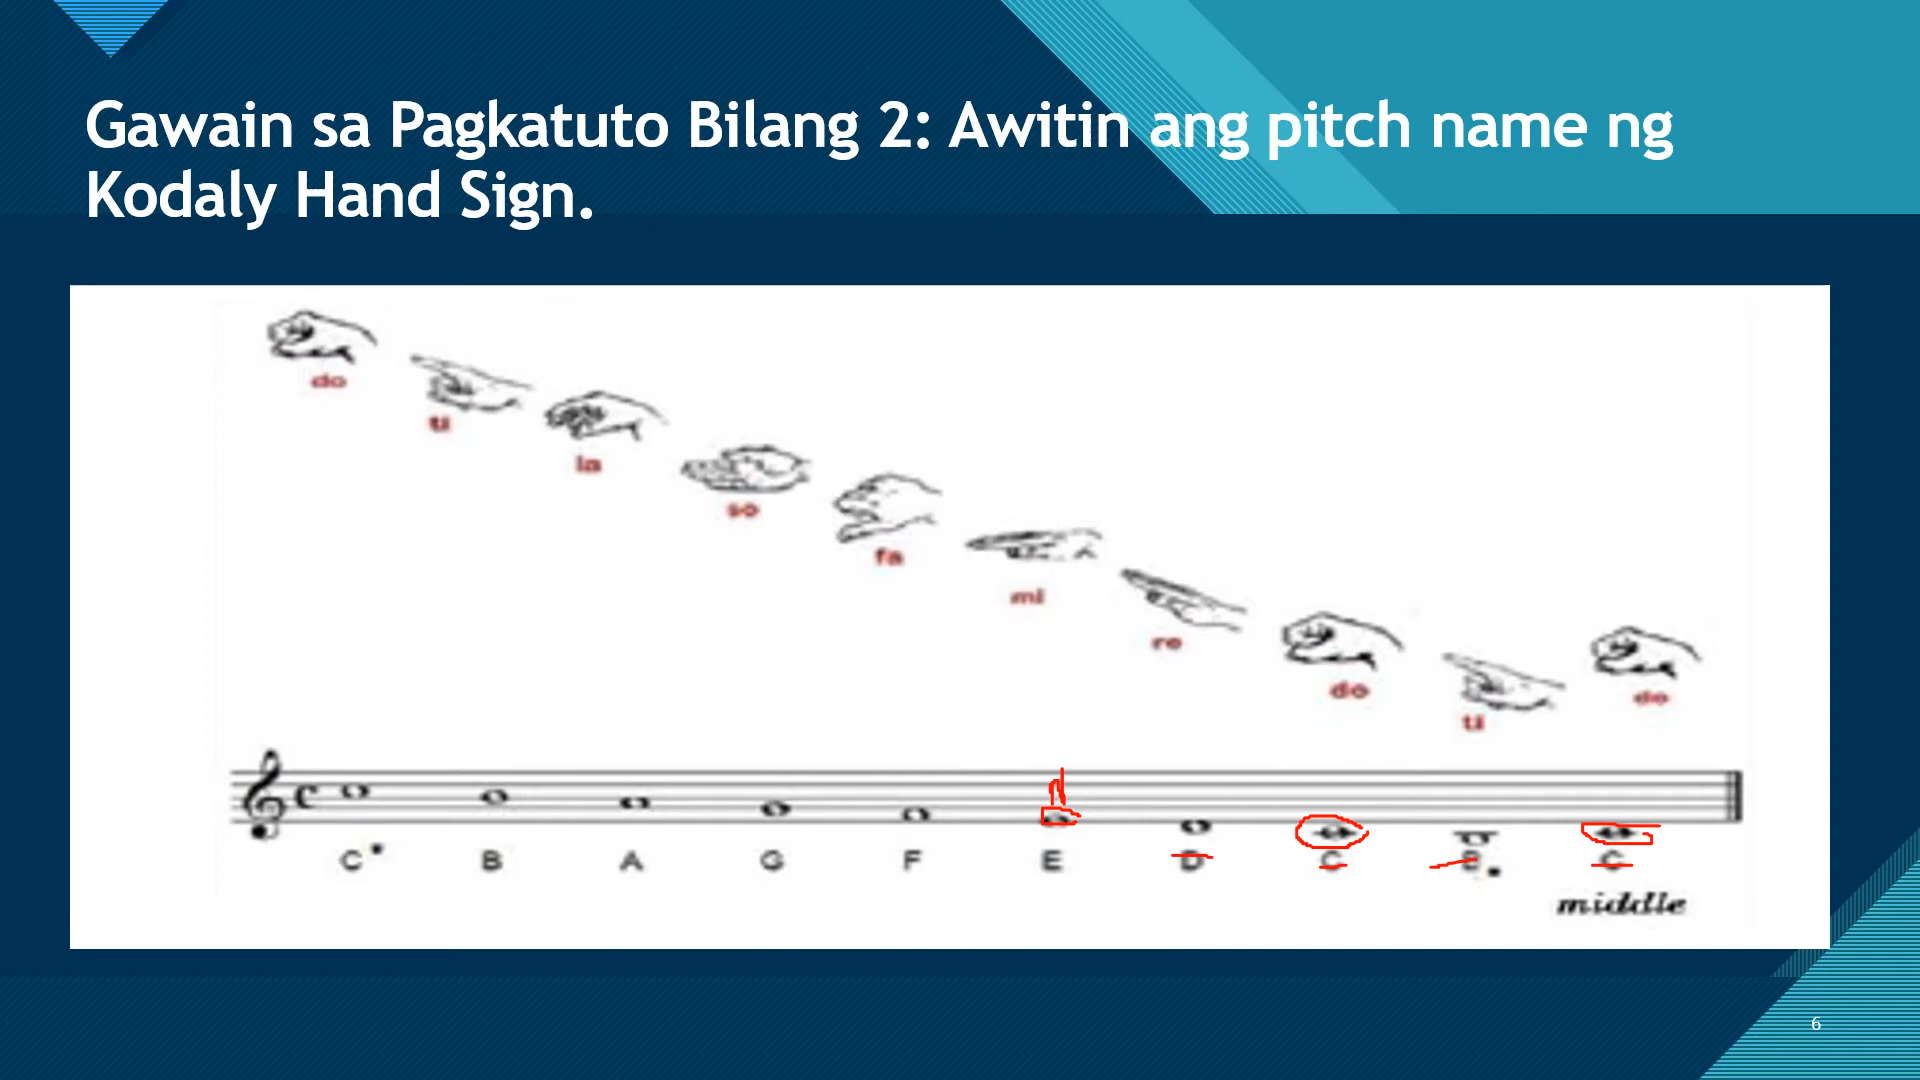 Gawain sa Pagkatuto Bilang 2: Awitin ang pitch name ng
Kodaly Hand Sign.
do
ti
la
so
fa
mi
re
do
ti
do
C B A G F E D C B C
middle
6